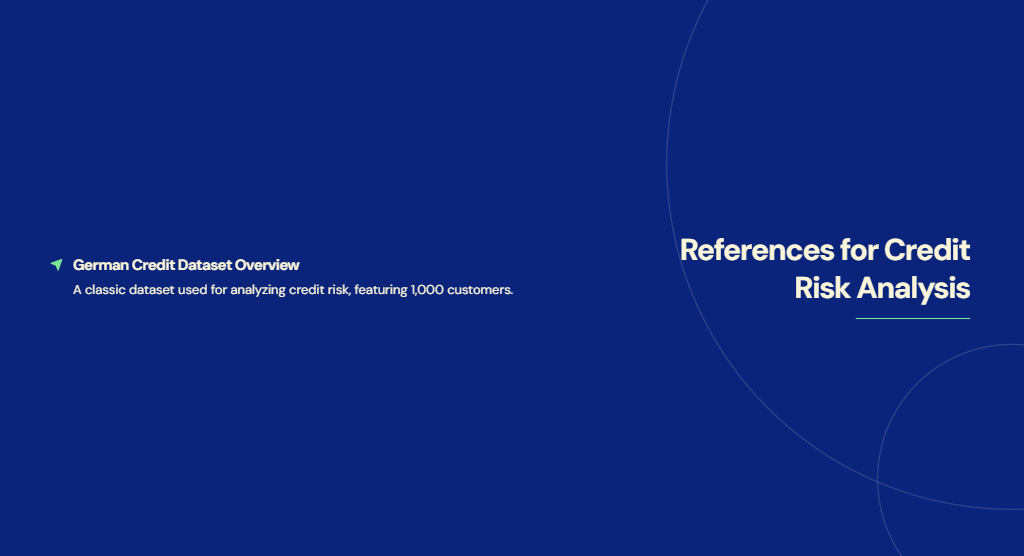 References for Credit
Risk Analysis
German Credit Dataset Overview
A classic dataset used for analyzing credit risk, featuring 1,000 customers.